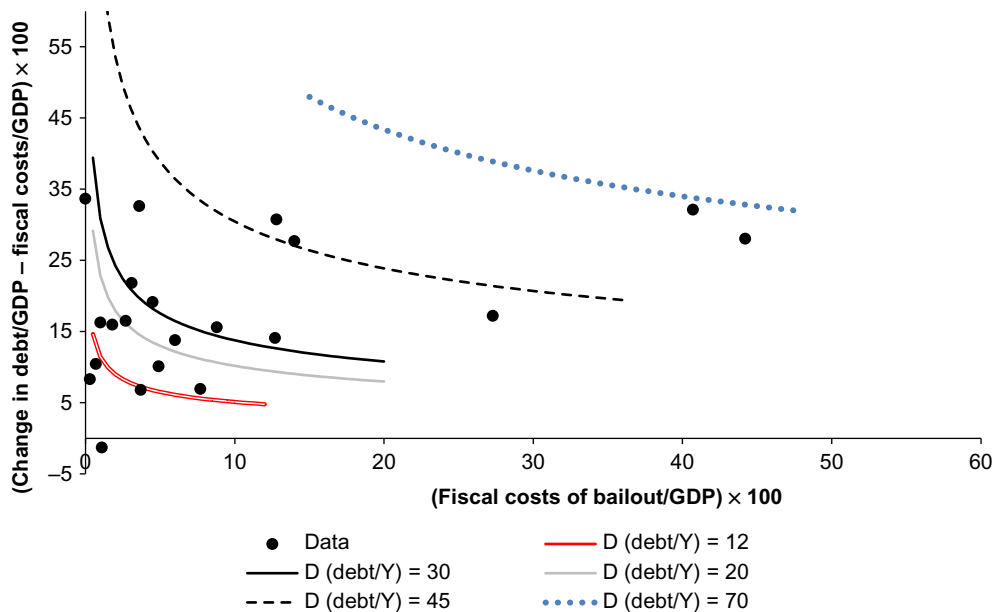 (Change in debt/GDP – fiscal costs/GDP) × 100
55
45
35
25
15
5
–5
0
10
20
30
40
50
60
(Fiscal costs of bailout/GDP) × 100
Data
D (debt/Y) = 12
D (debt/Y) = 30
D (debt/Y) = 20
D (debt/Y) = 45
D (debt/Y) = 70